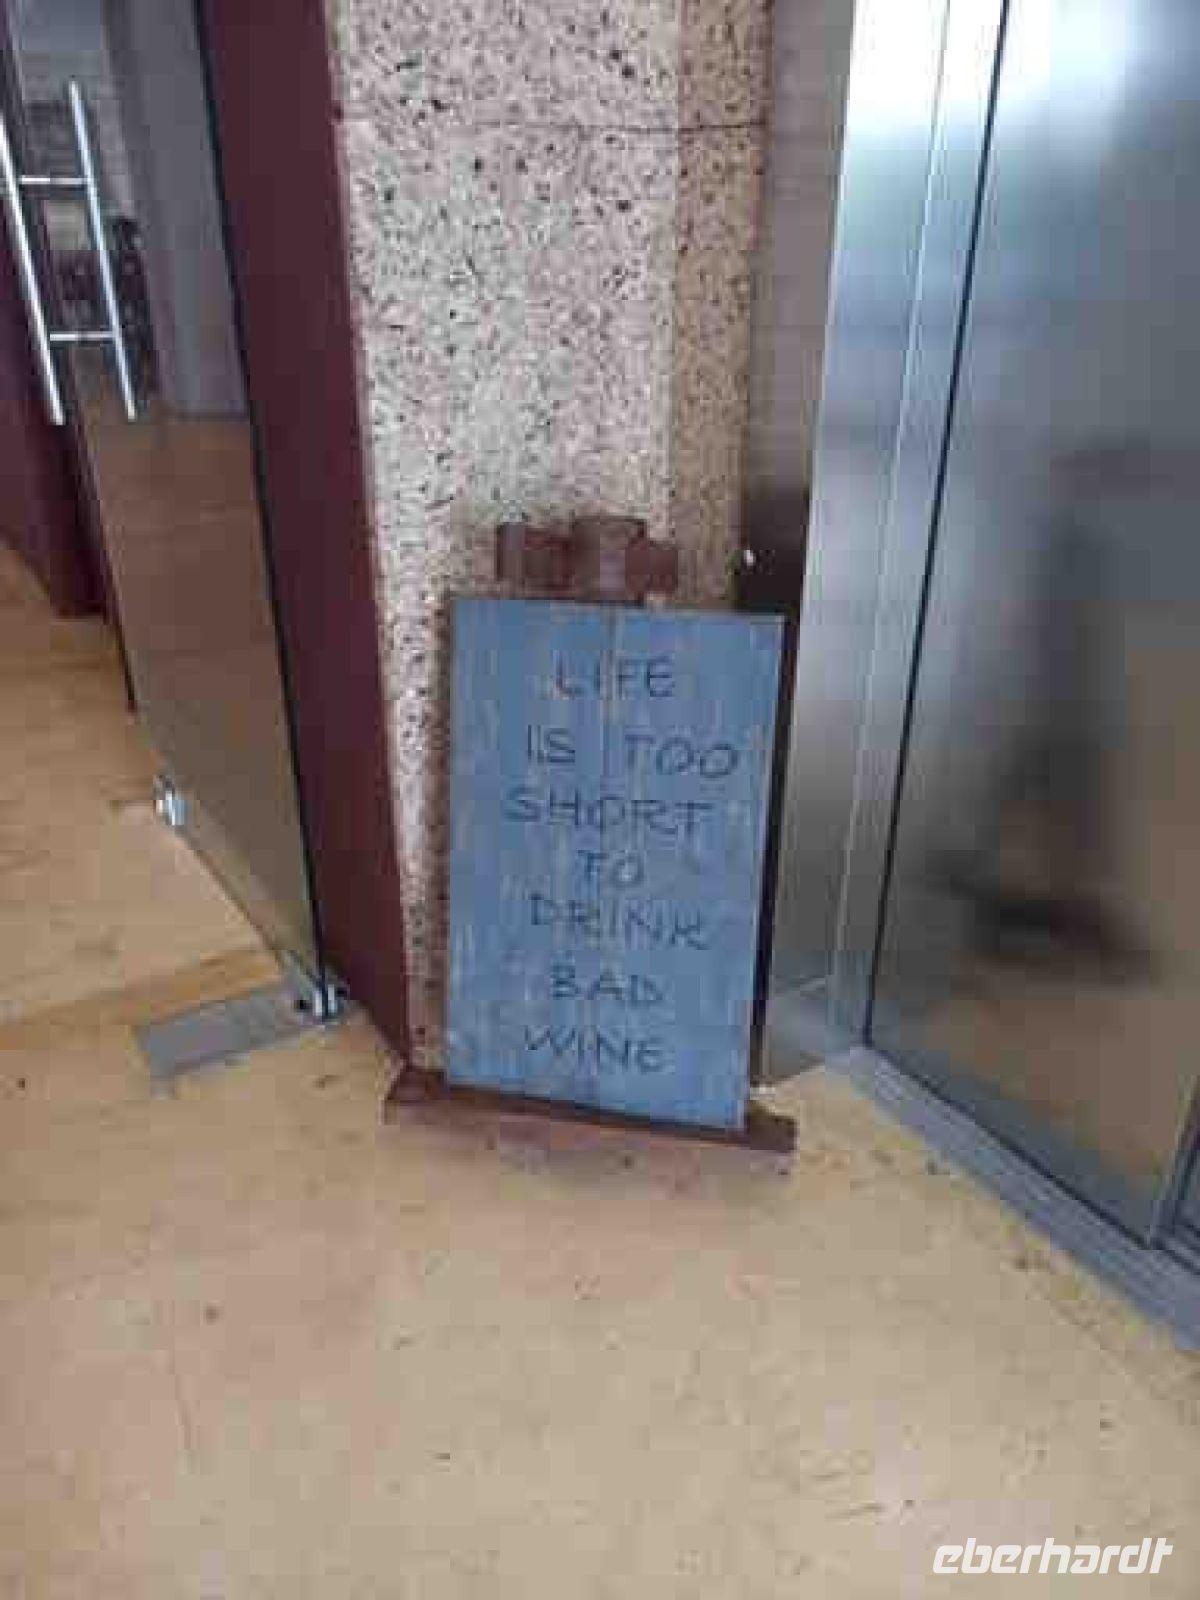 LIFE
IS TOO
SHORT
TO
DRINK
BAD
WINE
eberhardt